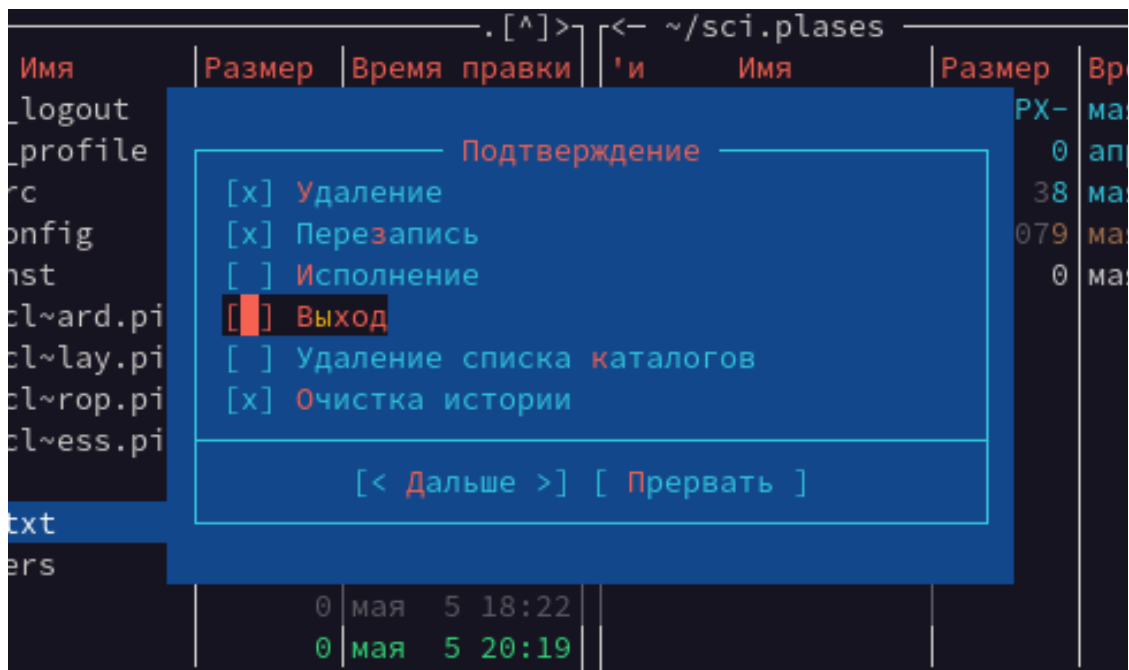 .[^]>┐┌<─ ~/sci.plases
Имя Размер Время правки 'и Имя Размер Вр
_logout РХ- ма
_profile Подтверждение 0 ап
rc [x] Удаление 38 ма
onfig [x] Перезапись 079 ма
nst [ ] Исполнение 0 ма
cl~ard.pi [ ] Выход
cl~lay.pi [ ] Удаление списка каталогов
cl~rop.pi [x] Очистка истории
cl~ess.pi
[< Дальше >] [ Прервать ]
txt
ers
0 мая 5 18:22
0 мая 5 20:19